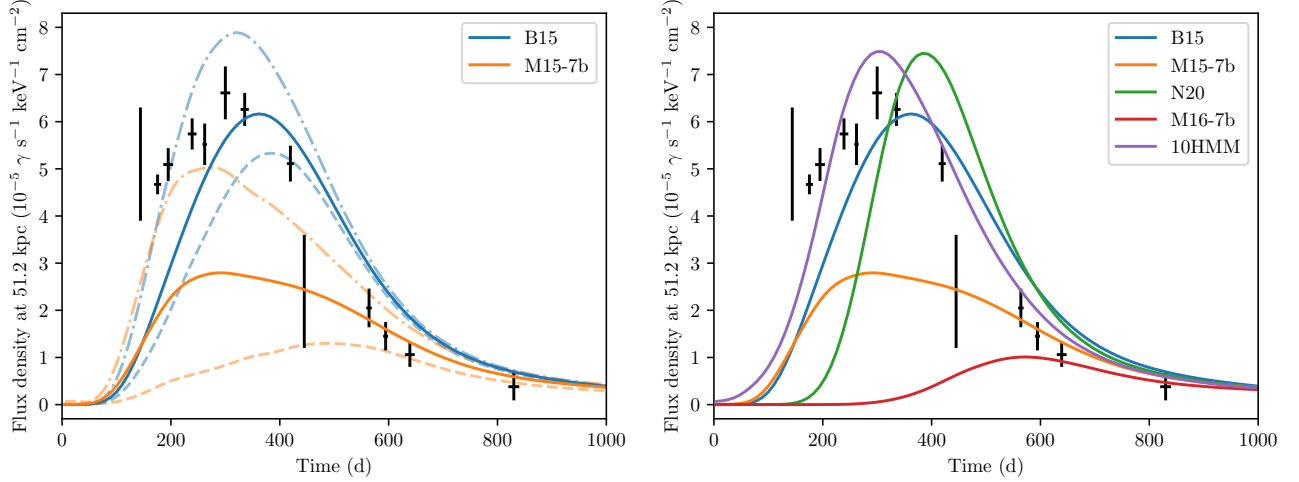 Flux density at 51.2 kpc (10⁻⁵ γ s⁻¹ keV⁻¹ cm⁻²)
8
7
6
5
4
3
2
1
0
B15
M15-7b
0 200 400 600 800 1000
Time (d)
Flux density at 51.2 kpc (10⁻⁵ γ s⁻¹ keV⁻¹ cm⁻²)
8
7
6
5
4
3
2
1
0
B15
M15-7b
N20
M16-7b
10HMM
0 200 400 600 800 1000
Time (d)